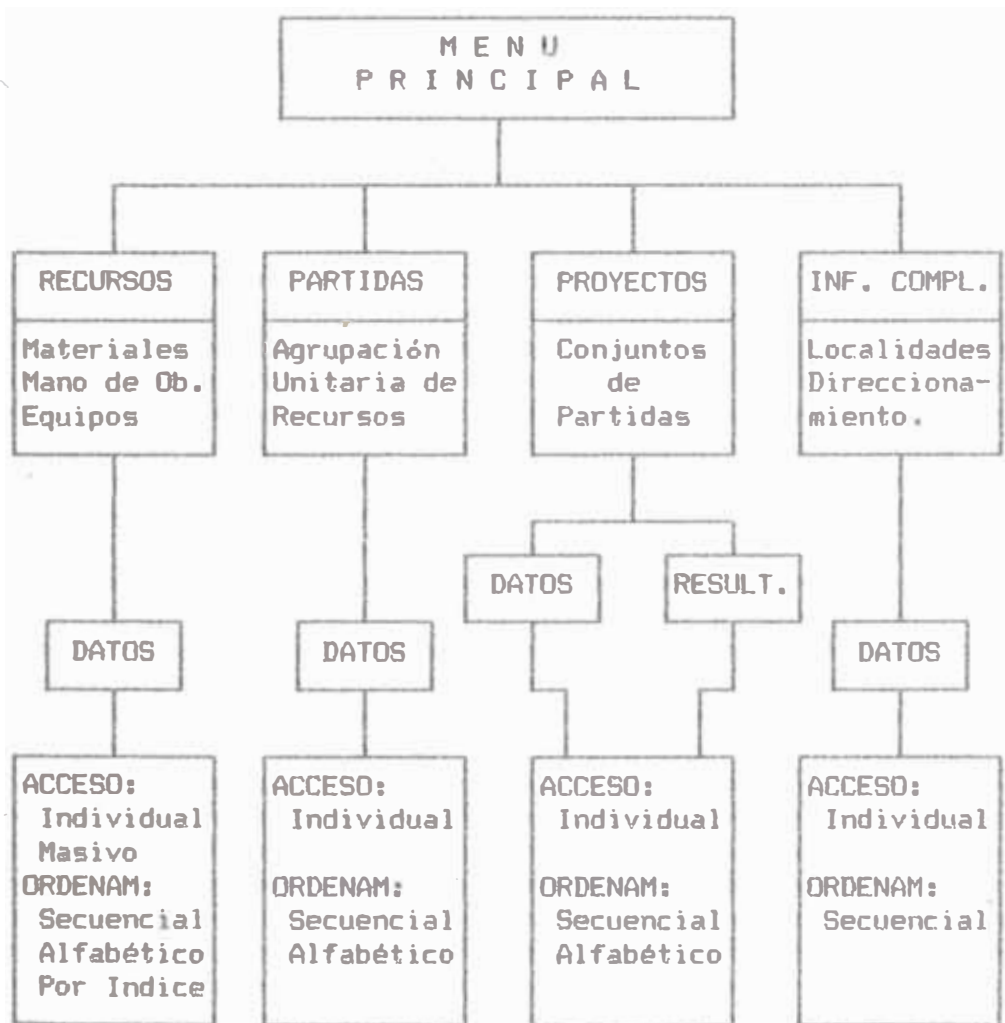 M E N U
P R I N C I P A L
RECURSOS
Materiales
Mano de Ob.
Equipos
PARTIDAS
Agrupación
Unitaria de
Recursos
PROYECTOS
Conjuntos
de
Partidas
INF. COMPL.
Localidades
Direcciona-
miento.
DATOS
RESULT.
DATOS
DATOS
DATOS
ACCESO:
Individual
Masivo
ORDENAM:
Secuencial
Alfabético
Por Indice
ACCESO:
Individual
ORDENAM:
Secuencial
Alfabético
ACCESO:
Individual
ORDENAM:
Secuencial
Alfabético
ACCESO:
Individual
ORDENAM:
Secuencial